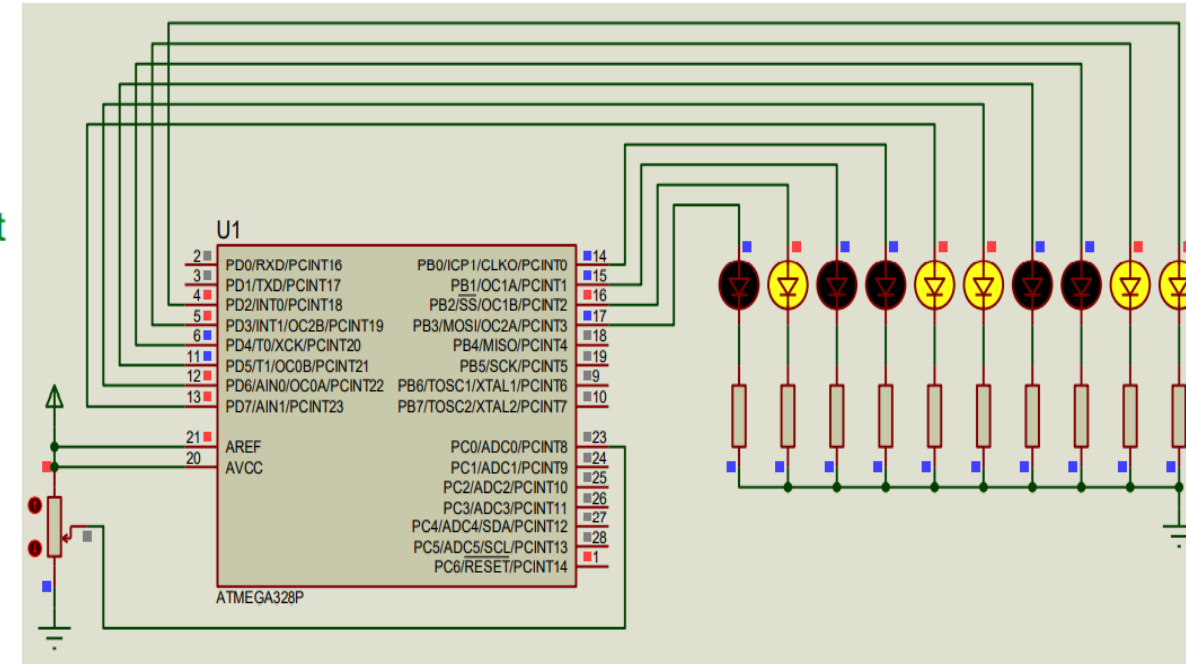 t
U1
2 PD0/RXD/PCINT16
3 PD1/TXD/PCINT17
4 PD2/INT0/PCINT18
5 PD3/INT1/OC2B/PCINT19
6 PD4/T0/XCK/PCINT20
11 PD5/T1/OC0B/PCINT21
12 PD6/AIN0/OC0A/PCINT22
13 PD7/AIN1/PCINT23
21 AREF
20 AVCC
PB0/ICP1/CLKO/PCINT0 14
PB1/OC1A/PCINT1 15
PB2/SS/OC1B/PCINT2 16
PB3/MOSI/OC2A/PCINT3 17
PB4/MISO/PCINT4 18
PB5/SCK/PCINT5 19
PB6/TOSC1/XTAL1/PCINT6 9
PB7/TOSC2/XTAL2/PCINT7 10
PC0/ADC0/PCINT8 23
PC1/ADC1/PCINT9 24
PC2/ADC2/PCINT10 25
PC3/ADC3/PCINT11 26
PC4/ADC4/SDA/PCINT12 27
PC5/ADC5/SCL/PCINT13 28
PC6/RESET/PCINT14 1
ATMEGA328P